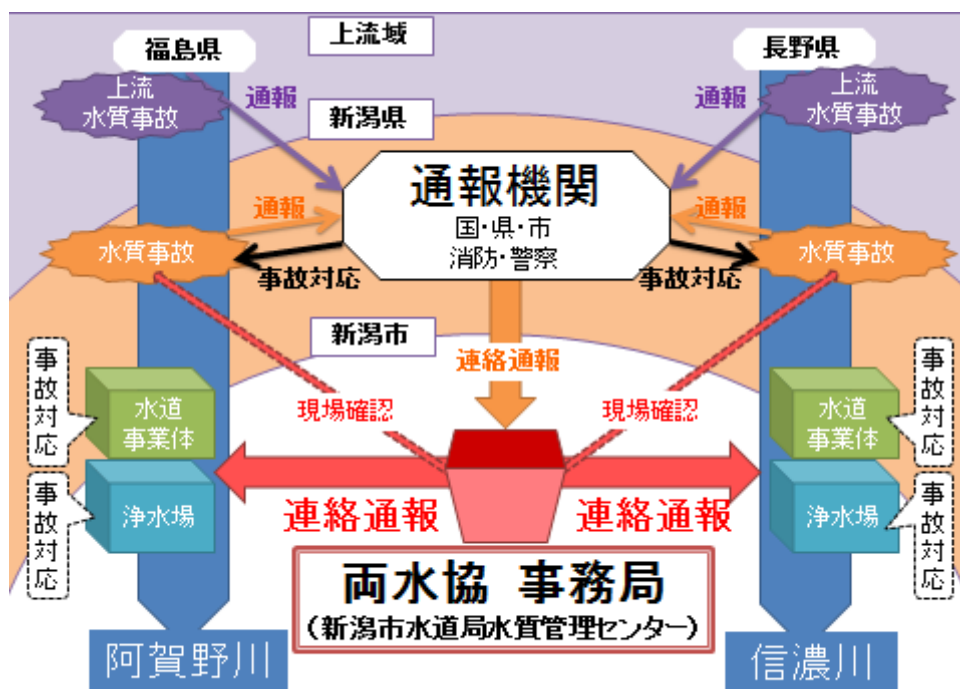 福島県
上流域
長野県
上流
水質事故
通報
新潟県
通報
上流
水質事故
通報機関
国・県・市
消防・警察
通報
通報
水質事故
水質事故
事故対応
事故対応
新潟市
連絡通報
事故対応
水道
事業体
現場確認
現場確認
水道
事業体
事故対応
事故対応
浄水場
連絡通報
連絡通報
浄水場
事故対応
両水協 事務局
(新潟市水道局水質管理センター)
阿賀野川
信濃川